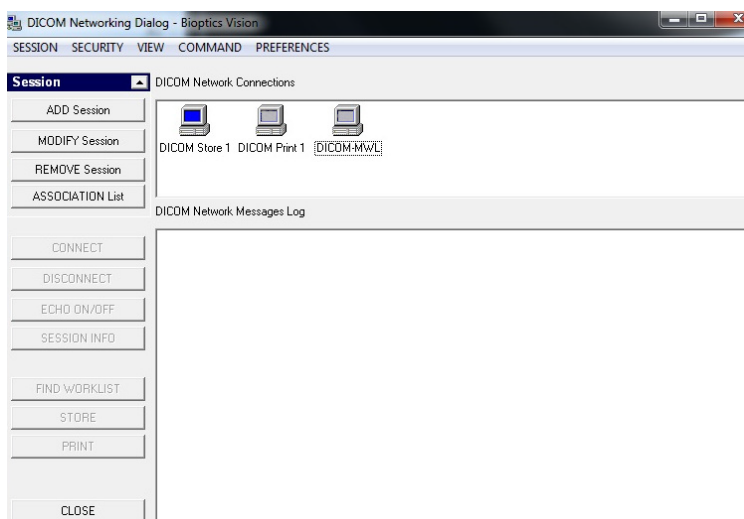 DICOM Networking Dialog - Bioptics Vision
SESSION SECURITY VIEW COMMAND PREFERENCES
Session
DICOM Network Connections
ADD Session
MODIFY Session
REMOVE Session
ASSOCIATION List
DICOM Store 1 DICOM Print 1 DICOM-MWL
DICOM Network Messages Log
CONNECT
DISCONNECT
ECHO ON/OFF
SESSION INFO
FIND WORKLIST
STORE
PRINT
CLOSE